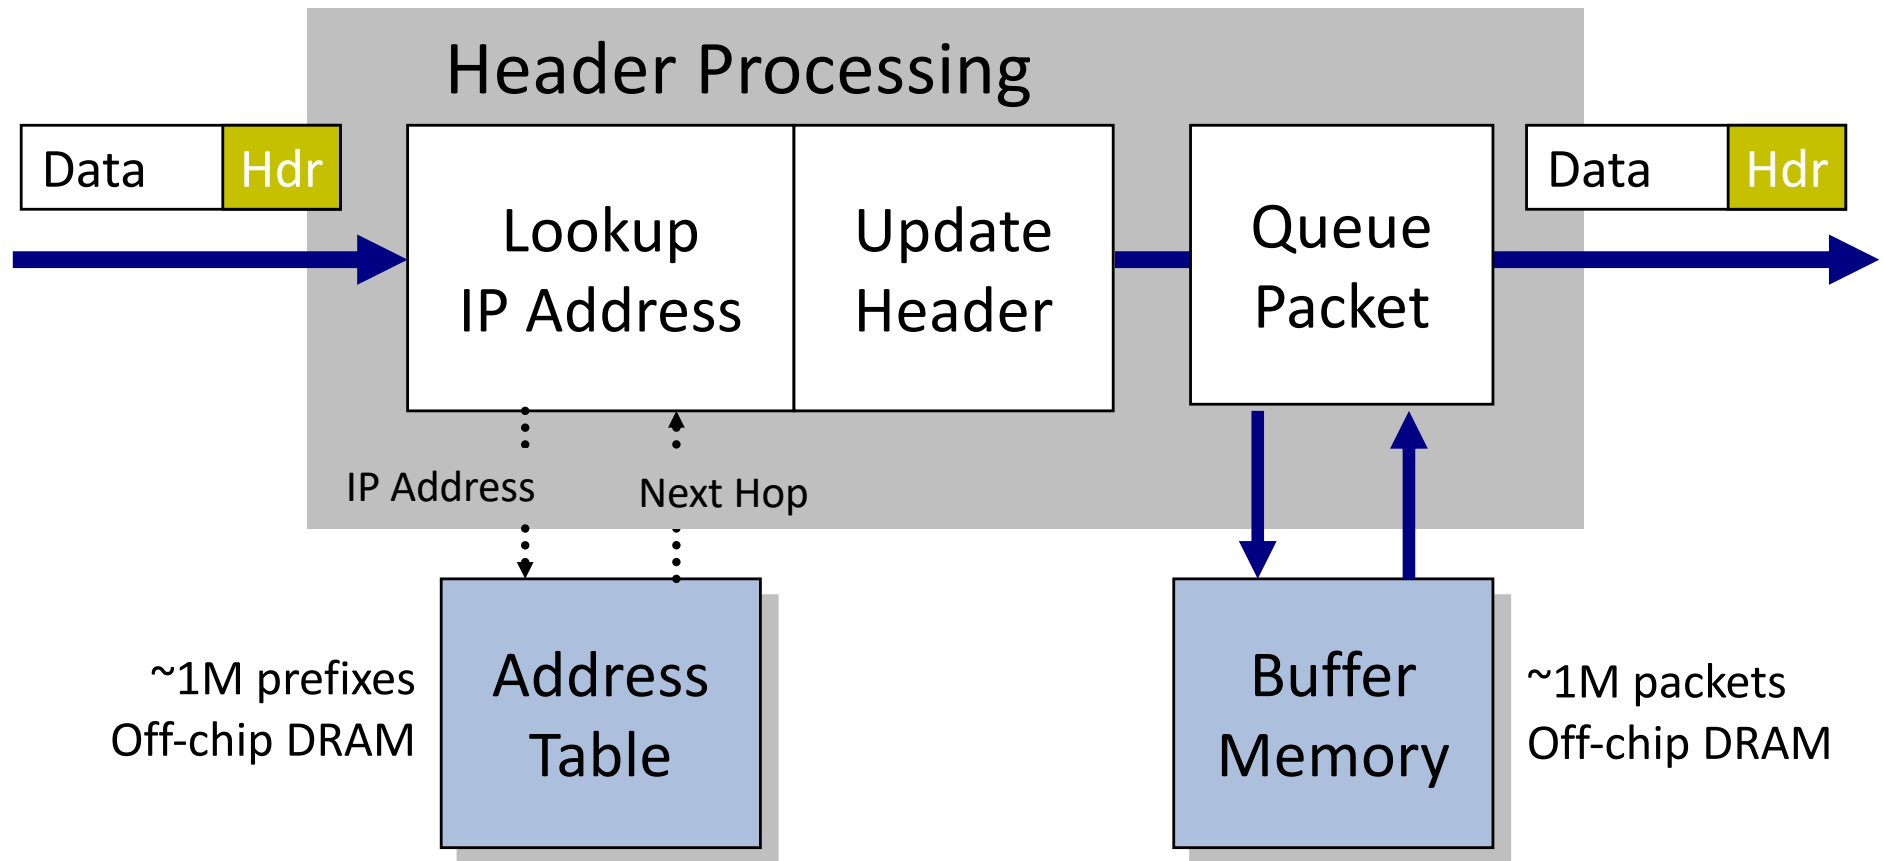 Header Processing
Data
Hdr
Lookup
IP Address
Update
Header
Queue
Packet
Data
Hdr
IP Address
Next Hop
~1M prefixes
Off-chip DRAM
Address
Table
Buffer
Memory
~1M packets
Off-chip DRAM